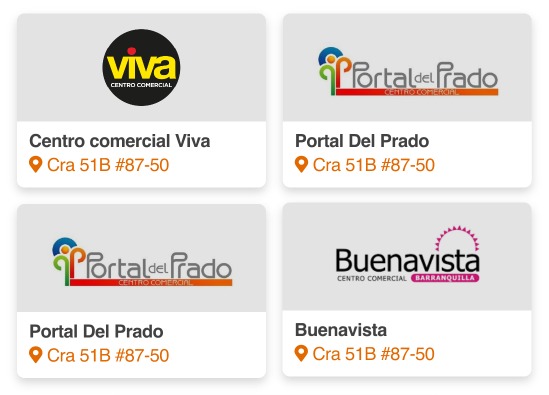 viva
CENTRO COMERCIAL
Centro comercial Viva
Cra 51B #87-50
Portal del Prado
CENTRO COMERCIAL
Portal Del Prado
Cra 51B #87-50
Portal del Prado
CENTRO COMERCIAL
Portal Del Prado
Cra 51B #87-50
Buenavista
CENTRO COMERCIAL BARRANQUILLA
Buenavista
Cra 51B #87-50